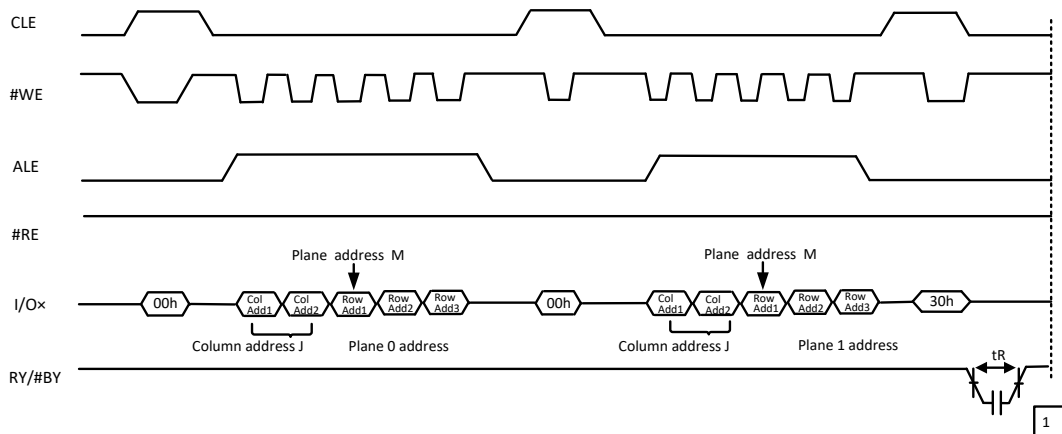 CLE
#WE
ALE
#RE
Plane address M
Plane address M
I/O×
00h
Col Add1
Col Add2
Row Add1
Row Add2
Row Add3
00h
Col Add1
Col Add2
Row Add1
Row Add2
Row Add3
30h
Column address J
Plane 0 address
Column address J
Plane 1 address
RY/#BY
tR
1